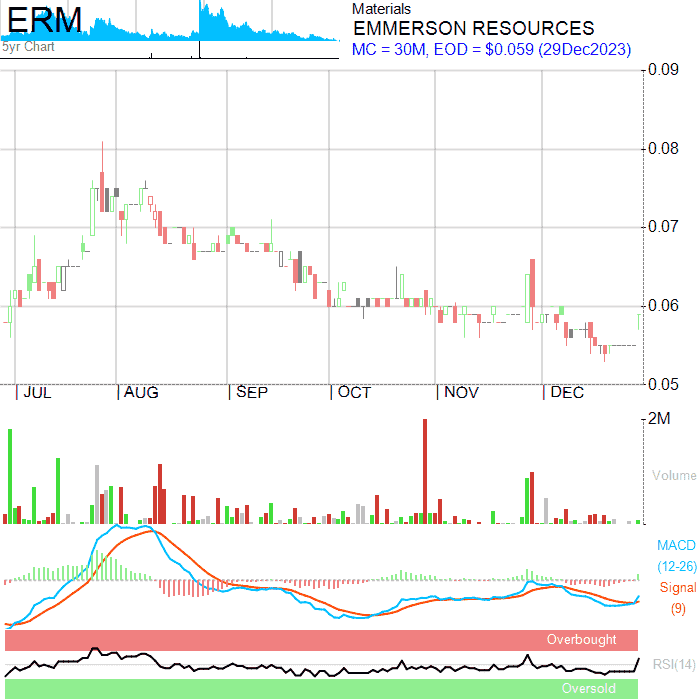 ERM
5yr Chart
Materials
EMMERSON RESOURCES
MC = 30M, EOD = $0.059 (29Dec2023)
0.09
0.08
0.07
0.06
0.05
JUL AUG SEP OCT NOV DEC
2M
Volume
MACD
(12-26)
Signal
(9)
Overbought
RSI(14)
Oversold